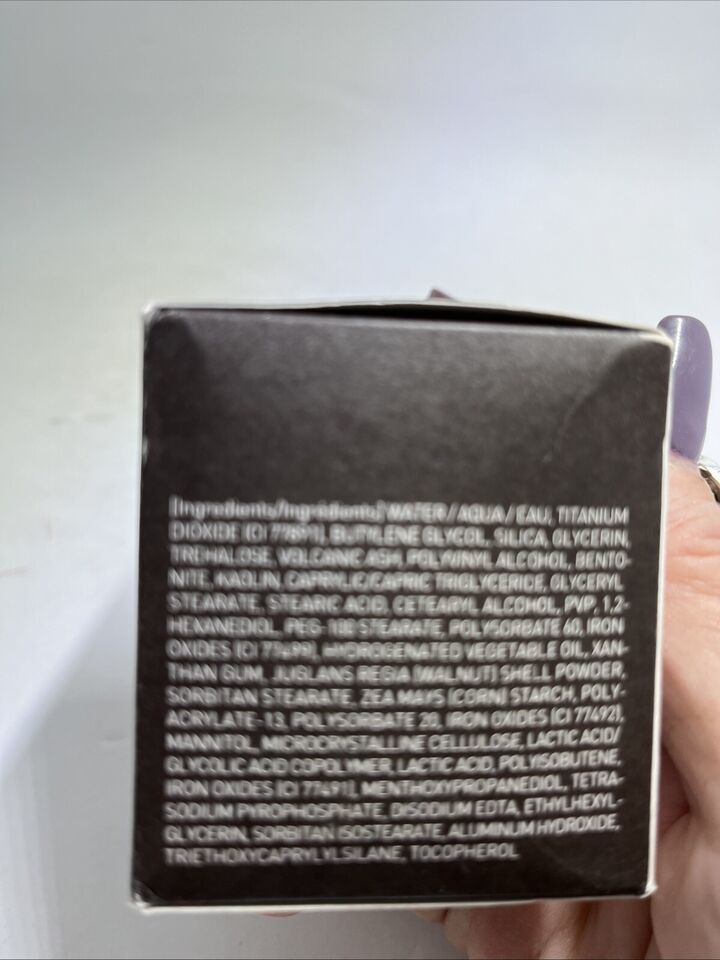 [Ingredients/Ingrédients] WATER / AQUA / EAU, TITANIUM
DIOXIDE (CI 77891), BUTYLENE GLYCOL, SILICA, GLYCERIN,
TREHALOSE, VOLCANIC ASH, POLYVINYL ALCOHOL, BENTO-
NITE, KAOLIN, CAPRYLIC/CAPRIC TRIGLYCERIDE, GLYCERYL
STEARATE, STEARIC ACID, CETEARYL ALCOHOL, PVP, 1,2-
HEXANEDIOL, PEG-100 STEARATE, POLYSORBATE 60, IRON
OXIDES (CI 77499), HYDROGENATED VEGETABLE OIL, XAN-
THAN GUM, JUGLANS REGIA (WALNUT) SHELL POWDER,
SORBITAN STEARATE, ZEA MAYS (CORN) STARCH, POLY-
ACRYLATE-13, POLYSORBATE 20, IRON OXIDES (CI 77492),
MANNITOL, MICROCRYSTALLINE CELLULOSE, LACTIC ACID/
GLYCOLIC ACID COPOLYMER, LACTIC ACID, POLYISOBUTENE,
IRON OXIDES (CI 77491), MENTHOXYPROPANEDIOL, TETRA-
SODIUM PYROPHOSPHATE, DISODIUM EDTA, ETHYLHEXYL-
GLYCERIN, SORBITAN ISOSTEARATE, ALUMINUM HYDROXIDE,
TRIETHOXYCAPRYLYLSILANE, TOCOPHEROL